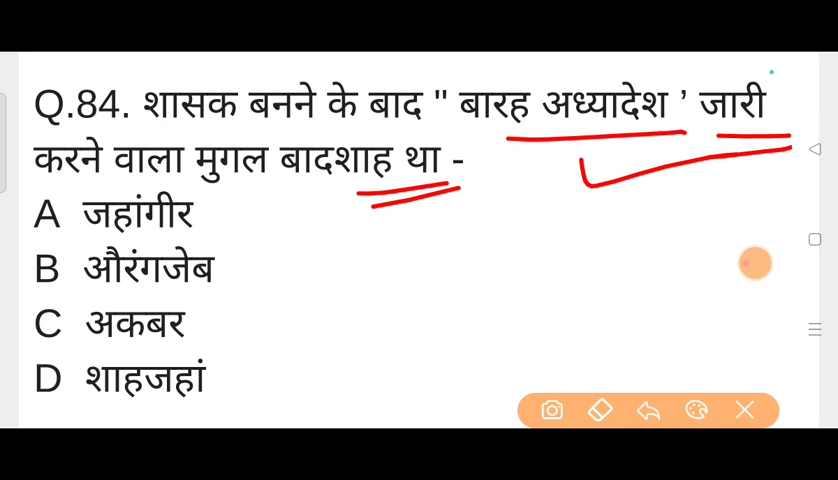 Q.84. शासक बनने के बाद " बारह अध्यादेश ’ जारी
करने वाला मुगल बादशाह था -
A जहांगीर
B औरंगजेब
C अकबर
D शाहजहां